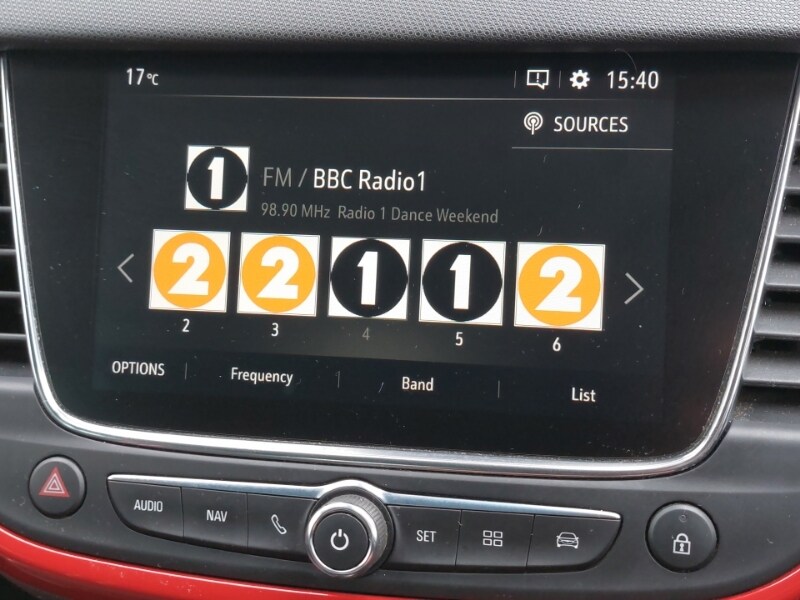 17°C 15:40
SOURCES
1 FM / BBC Radio1
98.90 MHz Radio 1 Dance Weekend
2 2 1 1 2
2 3 4 5 6
OPTIONS Frequency Band List
AUDIO NAV SET